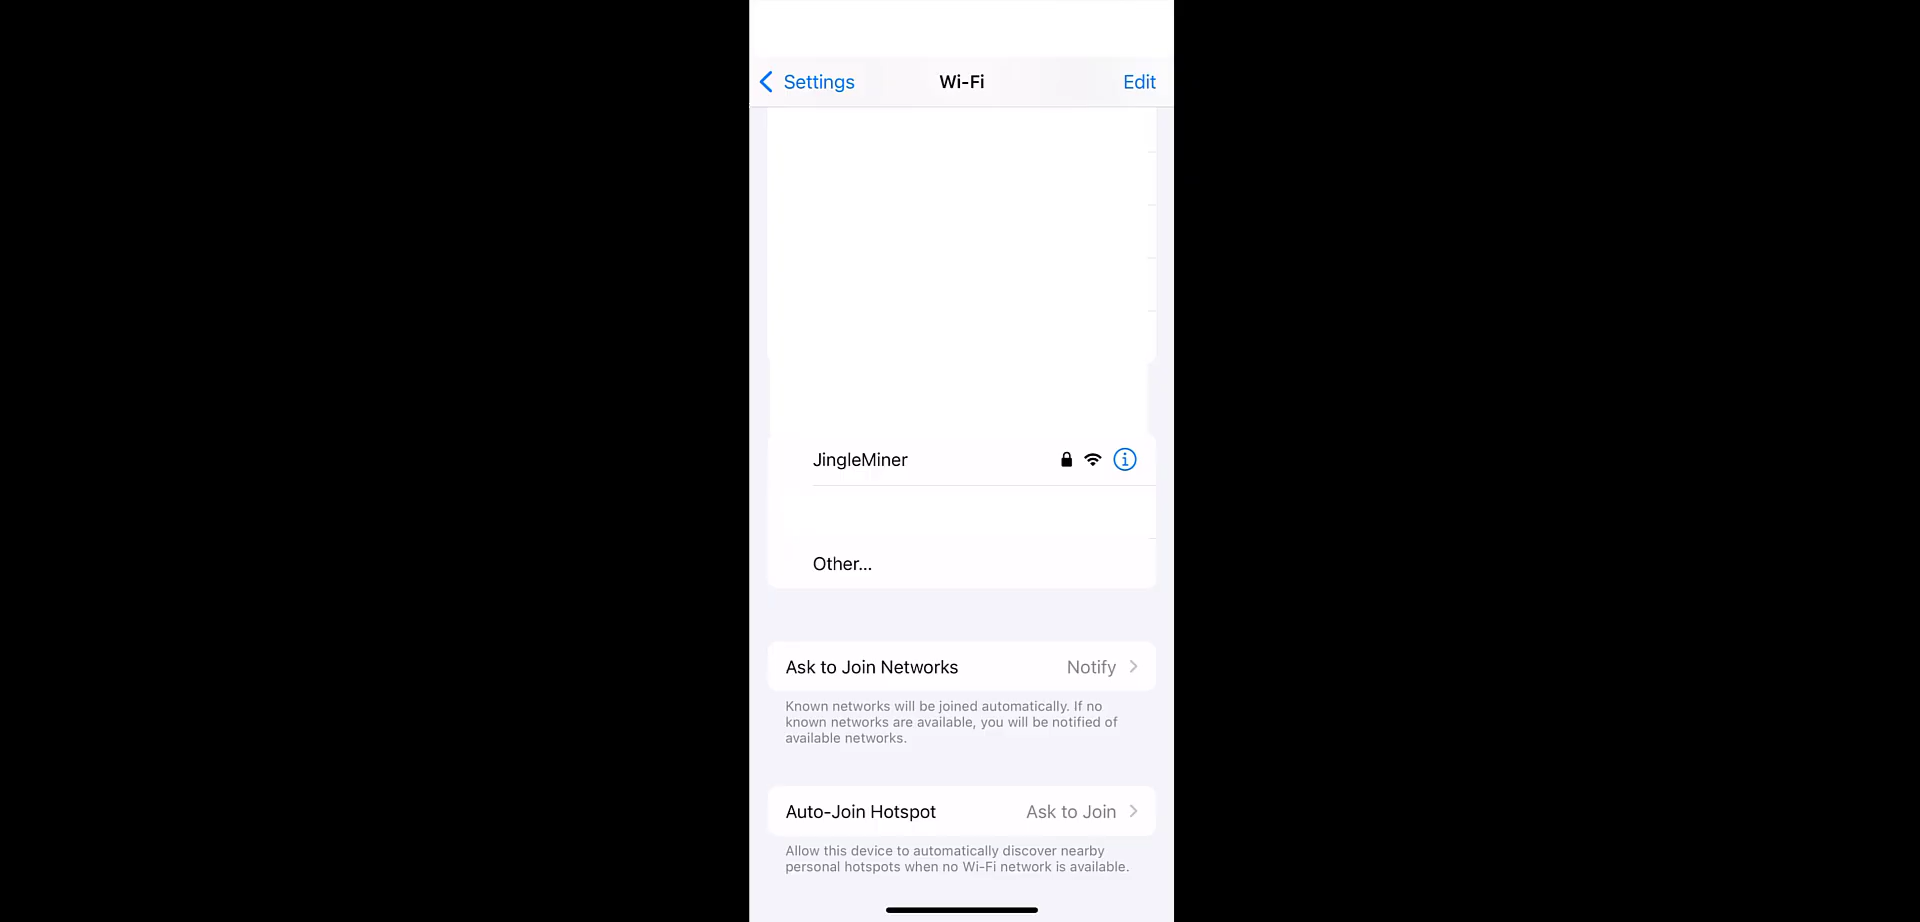 Settings
Wi-Fi
Edit
JingleMiner
Other...
Ask to Join Networks
Notify
Known networks will be joined automatically. If no
known networks are available, you will be notified of
available networks.
Auto-Join Hotspot
Ask to Join
Allow this device to automatically discover nearby
personal hotspots when no Wi-Fi network is available.